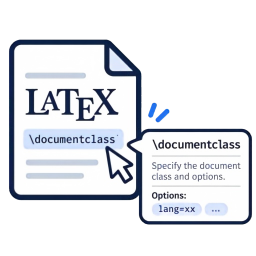 LATEX
\documentclass
\documentclass
Specify the document
class and options.
Options:
lang=xx ...